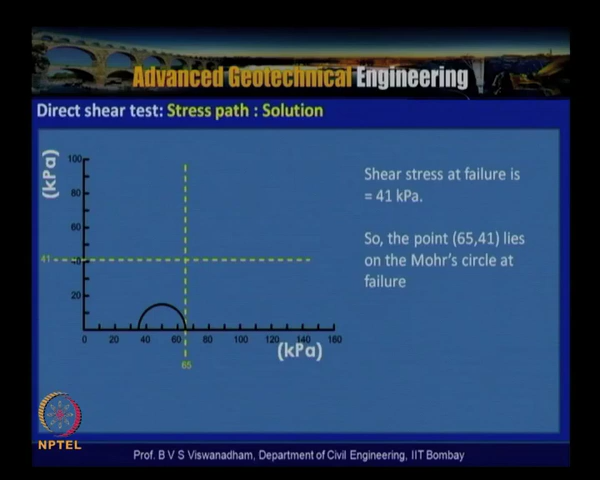 Advanced Geotechnical Engineering
Direct shear test: Stress path : Solution
(kPa)
100
80
60
41
40
20
0 20 40 60 80 100 120 140 160
(kPa)
65
Shear stress at failure is
= 41 kPa.
So, the point (65,41) lies
on the Mohr's circle at
failure
NPTEL
Prof. B V S Viswanadham, Department of Civil Engineering, IIT Bombay